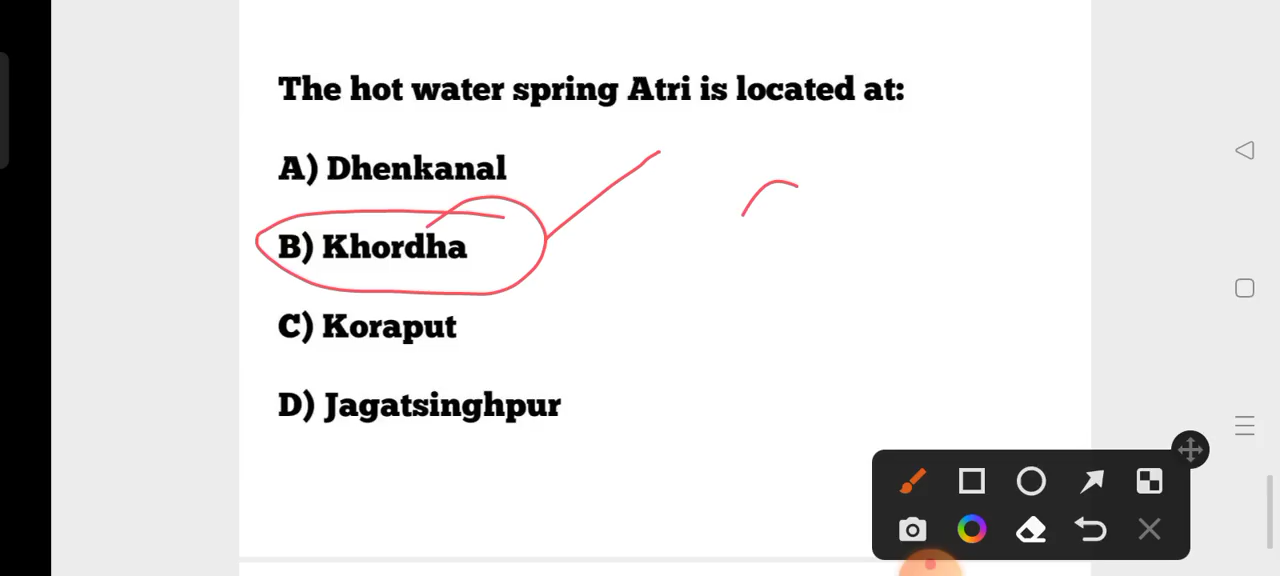 The hot water spring Atri is located at:
A) Dhenkanal
B) Khordha
C) Koraput
D) Jagatsinghpur